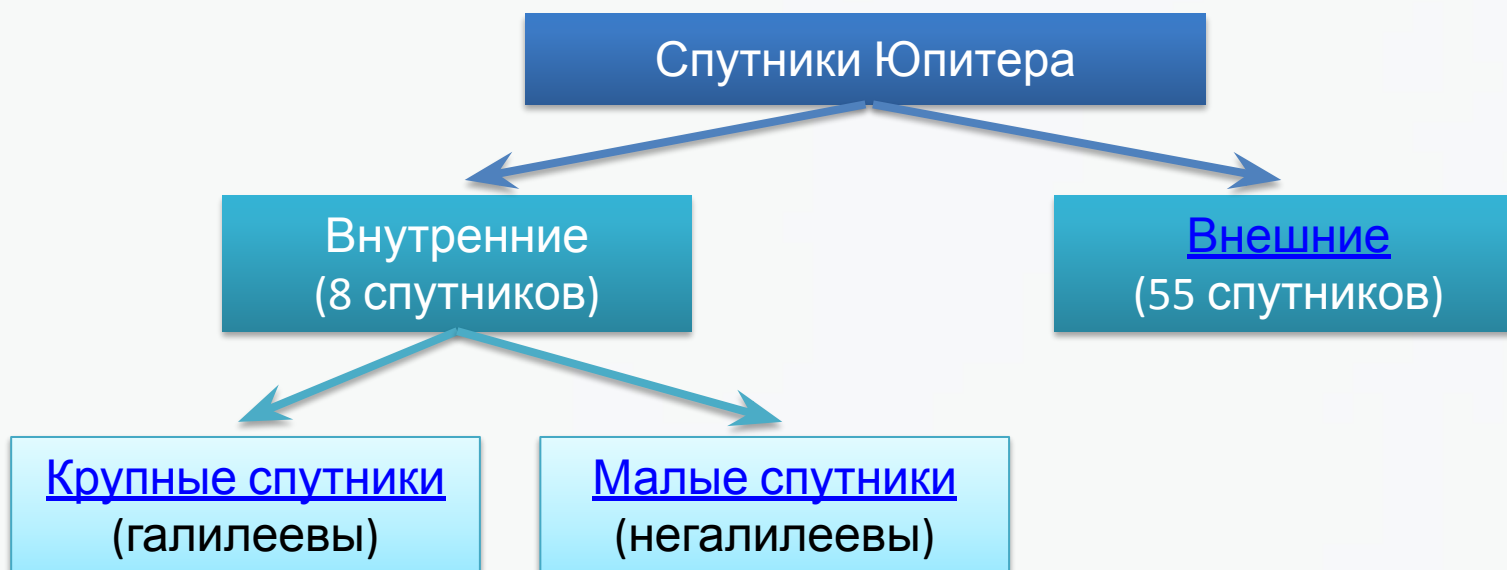 Спутники Юпитера
Внутренние
(8 спутников)
Внешние
(55 спутников)
Крупные спутники
(галилеевы)
Малые спутники
(негалилеевы)